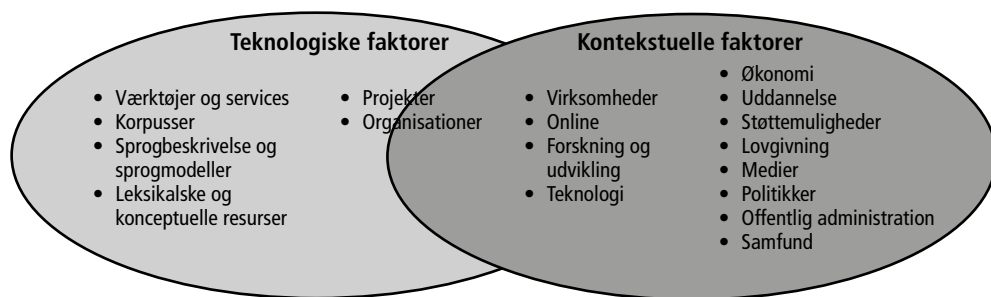 Teknologiske faktorer
• Værktøjer og services
• Korpusser
• Sprogbeskrivelse og
sprogmodeller
• Leksikalske og
konceptuelle resurser
• Projekter
• Organisationer
Kontekstuelle faktorer
• Virksomheder
• Online
• Forskning og
udvikling
• Teknologi
• Økonomi
• Uddannelse
• Støttemuligheder
• Lovgivning
• Medier
• Politikker
• Offentlig administration
• Samfund